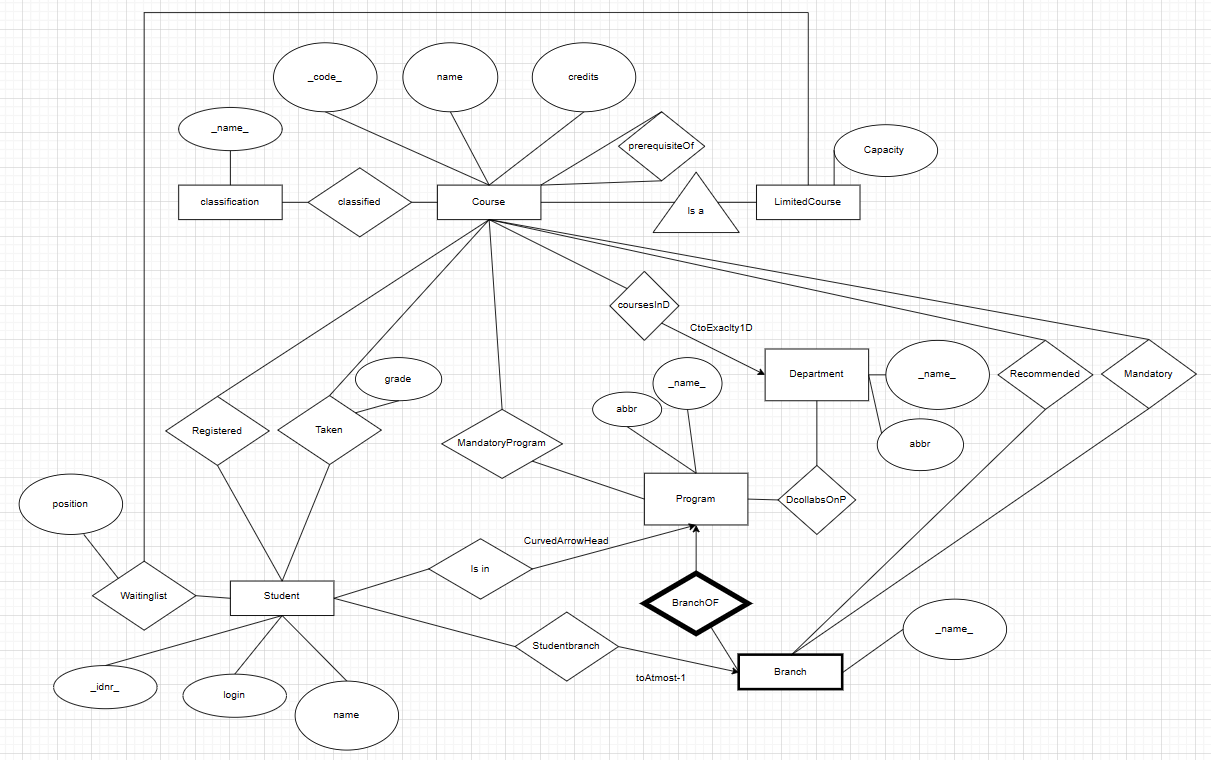 _code_
name
credits
_name_
prerequisiteOf
Capacity
classification
classified
Course
Is a
LimitedCourse
coursesInD
CtoExaclty1D
Department
_name_
Recommended
Mandatory
grade
_name_
abbr
abbr
Registered
Taken
MandatoryProgram
Program
DcollabsOnP
position
CurvedArrowHead
Is in
Waitinglist
Student
BranchOF
_name_
Studentbranch
Branch
toAtmost-1
_idnr_
login
name